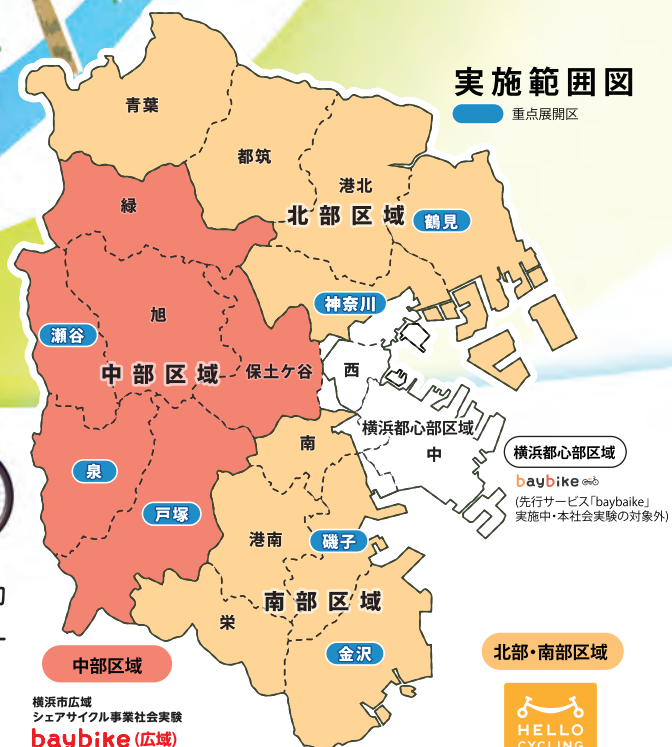 実施範囲図
重点展開区
青葉
都筑
港北
緑
北部区域
鶴見
神奈川
旭
瀬谷
中部区域
保土ケ谷
西
横浜都心部区域
中
南
横浜都心部区域
baybike
(先行サービス「baybaike」
実施中・本社会実験の対象外)
泉
戸塚
港南
磯子
南部区域
栄
金沢
中部区域
横浜市広域
シェアサイクル事業社会実験
baybike(広域)
北部・南部区域
HELLO
CYCLING